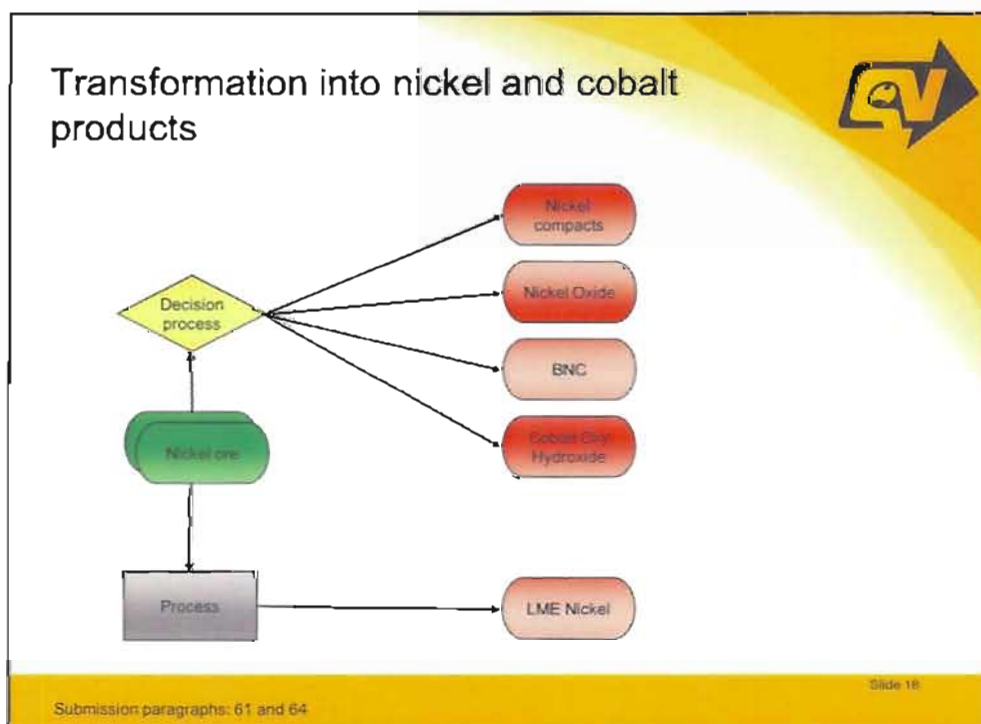 Transformation into nickel and cobalt
products
QV
Nickel
compacts
Decision
process
Nickel Oxide
BNC
Nickel ore
Cobalt Oxy
Hydroxide
Process
LME Nickel
Slide 18
Submission paragraphs: 61 and 64